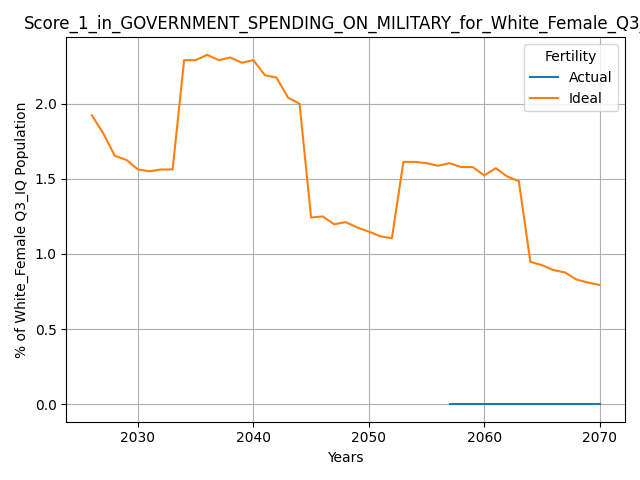 Score_1_in_GOVERNMENT_SPENDING_ON_MILITARY_for_White_Female_Q3_
Fertility
Actual
Ideal
% of White_Female Q3_IQ Population
2.0
1.5
1.0
0.5
0.0
2030 2040 2050 2060 2070
Years